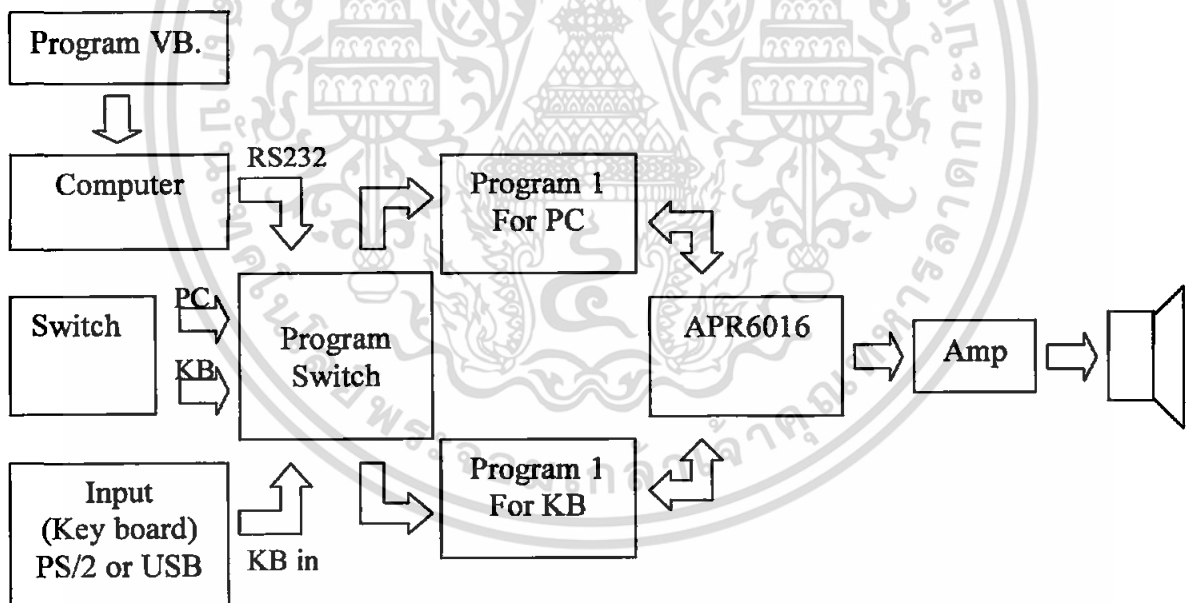 Program VB.
Computer
RS232
Program 1
For PC
Switch
PC
KB
Program
Switch
APR6016
Amp
Input
(Key board)
PS/2 or USB
KB in
Program 1
For KB